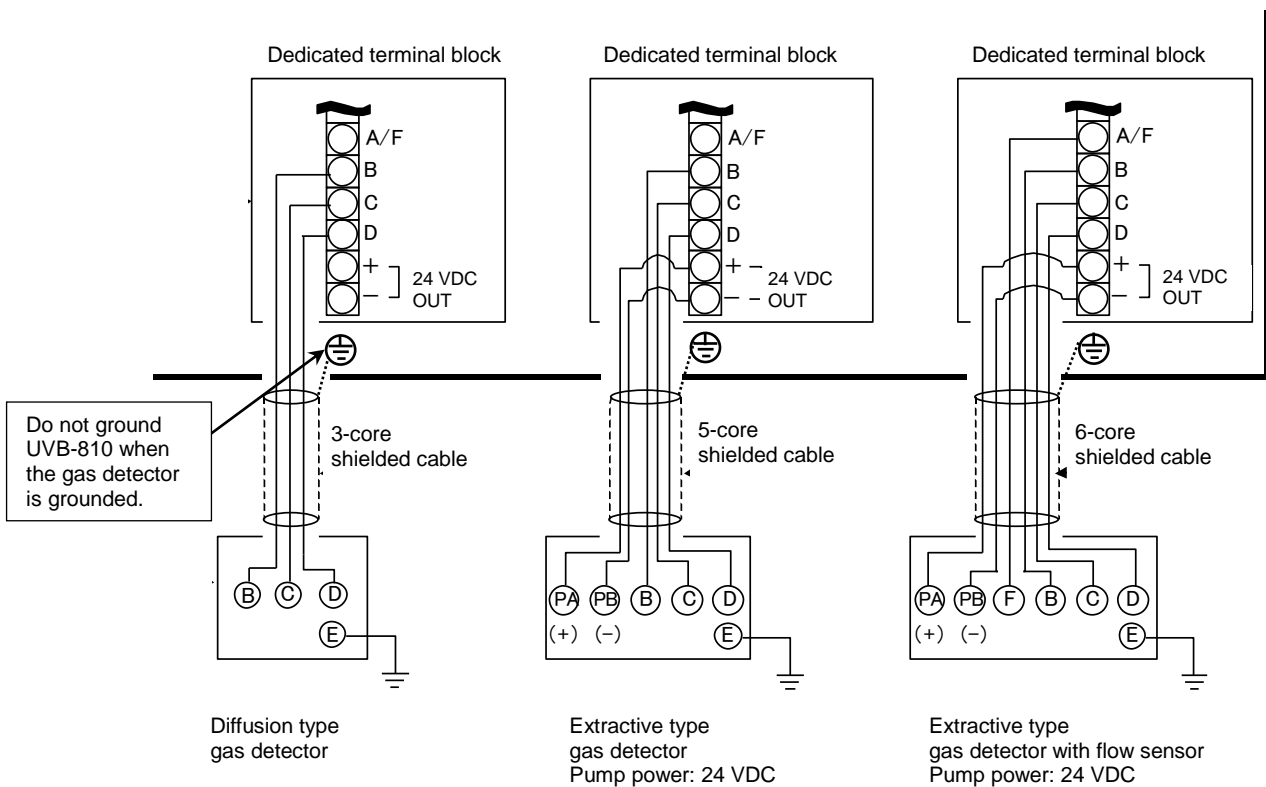 Dedicated terminal block
A/F
B
C
D
+
24 VDC
−
OUT
Do not ground
UVB-810 when
the gas detector
is grounded.
3-core
shielded cable
B C D
E
Diffusion type
gas detector
Dedicated terminal block
A/F
B
C
D
+ −
24 VDC
− −
OUT
5-core
shielded cable
PA PB B C D
(+) (−)
E
Extractive type
gas detector
Pump power: 24 VDC
Dedicated terminal block
A/F
B
C
D
+
24 VDC
−
OUT
6-core
shielded cable
PA PB F B C D
(+) (−)
E
Extractive type
gas detector with flow sensor
Pump power: 24 VDC